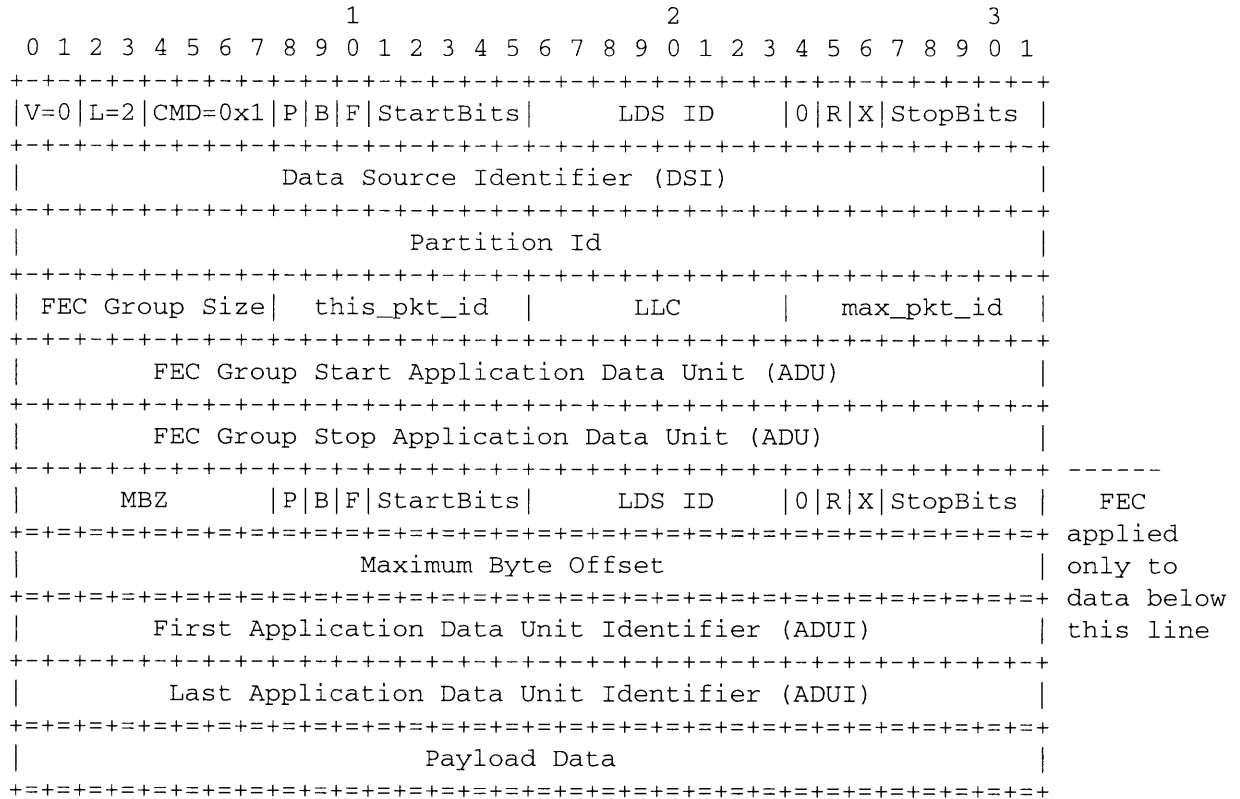 1                   2                   3
 0 1 2 3 4 5 6 7 8 9 0 1 2 3 4 5 6 7 8 9 0 1 2 3 4 5 6 7 8 9 0 1
+-+-+-+-+-+-+-+-+-+-+-+-+-+-+-+-+-+-+-+-+-+-+-+-+-+-+-+-+-+-+-+-+
|V=0|L=2|CMD=0x1|P|B|F|StartBits|     LDS ID    |0|R|X|StopBits |
+-+-+-+-+-+-+-+-+-+-+-+-+-+-+-+-+-+-+-+-+-+-+-+-+-+-+-+-+-+-+-+-+
|                Data Source Identifier (DSI)                   |
+-+-+-+-+-+-+-+-+-+-+-+-+-+-+-+-+-+-+-+-+-+-+-+-+-+-+-+-+-+-+-+-+
|                        Partition Id                           |
+-+-+-+-+-+-+-+-+-+-+-+-+-+-+-+-+-+-+-+-+-+-+-+-+-+-+-+-+-+-+-+-+
| FEC Group Size|  this_pkt_id  |      LLC      |   max_pkt_id  |
+-+-+-+-+-+-+-+-+-+-+-+-+-+-+-+-+-+-+-+-+-+-+-+-+-+-+-+-+-+-+-+-+
|        FEC Group Start Application Data Unit (ADU)            |
+-+-+-+-+-+-+-+-+-+-+-+-+-+-+-+-+-+-+-+-+-+-+-+-+-+-+-+-+-+-+-+-+
|        FEC Group Stop Application Data Unit (ADU)             |
+-+-+-+-+-+-+-+-+-+-+-+-+-+-+-+-+-+-+-+-+-+-+-+-+-+-+-+-+-+-+-+-+ ------
|      MBZ      |P|B|F|StartBits|     LDS ID    |0|R|X|StopBits |   FEC
+=+=+=+=+=+=+=+=+=+=+=+=+=+=+=+=+=+=+=+=+=+=+=+=+=+=+=+=+=+=+=+=+ applied
|                     Maximum Byte Offset                       | only to
+=+=+=+=+=+=+=+=+=+=+=+=+=+=+=+=+=+=+=+=+=+=+=+=+=+=+=+=+=+=+=+=+ data below
|        First Application Data Unit Identifier (ADUI)          | this line
+-+-+-+-+-+-+-+-+-+-+-+-+-+-+-+-+-+-+-+-+-+-+-+-+-+-+-+-+-+-+-+-+
|         Last Application Data Unit Identifier (ADUI)          |
+=+=+=+=+=+=+=+=+=+=+=+=+=+=+=+=+=+=+=+=+=+=+=+=+=+=+=+=+=+=+=+=+
|                         Payload Data                          |
+=+=+=+=+=+=+=+=+=+=+=+=+=+=+=+=+=+=+=+=+=+=+=+=+=+=+=+=+=+=+=+=+